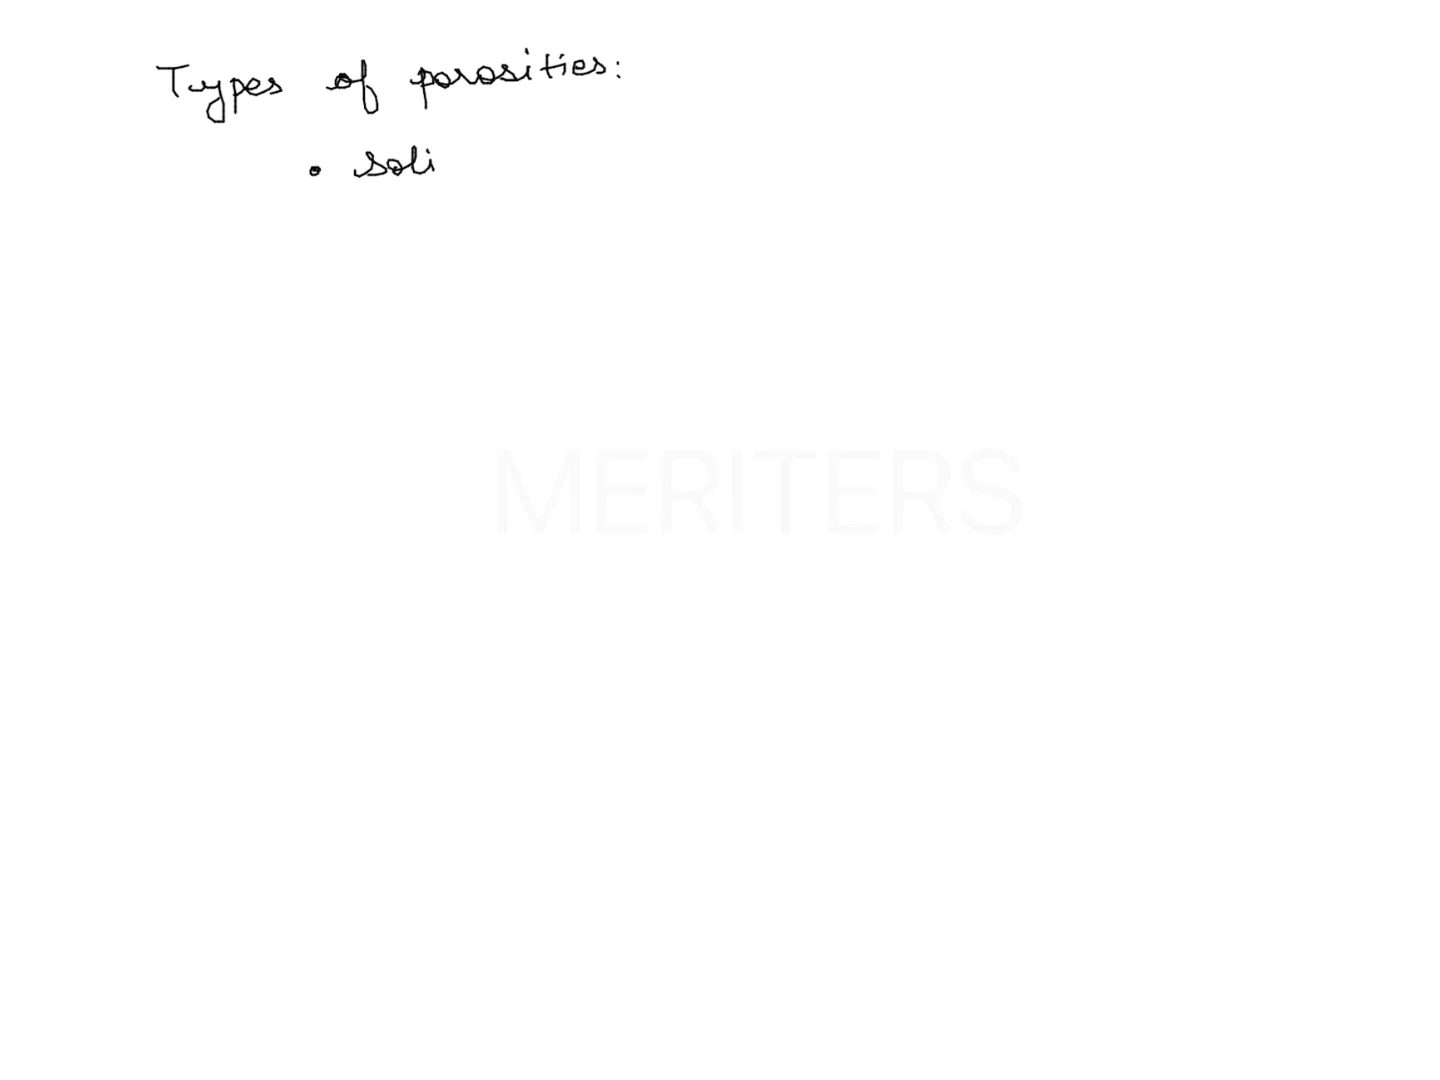 Types of porosities:
• soli
MERITERS